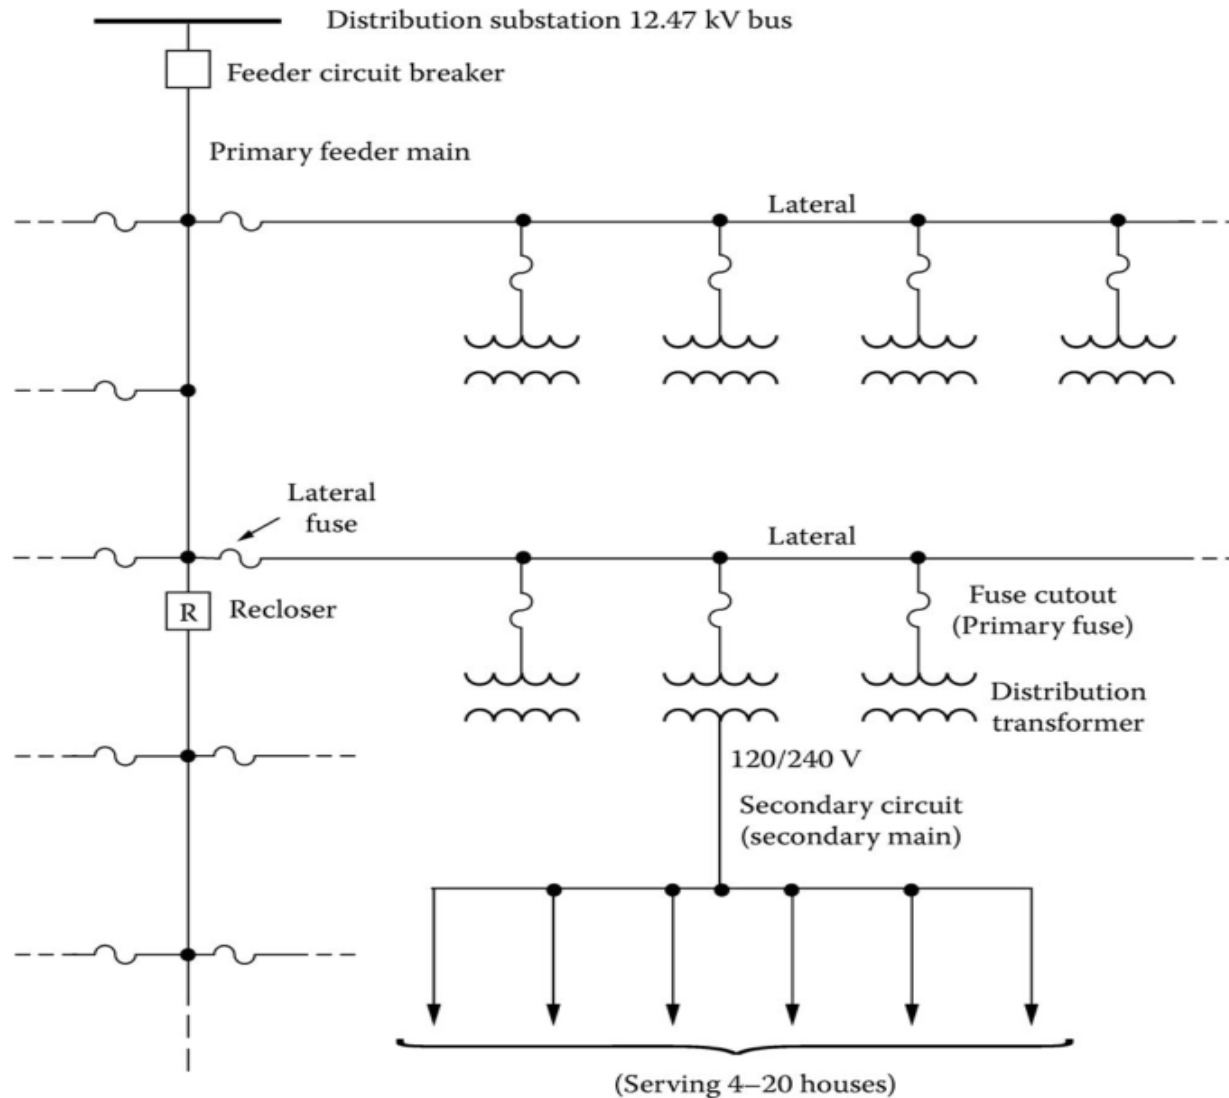 Distribution substation 12.47 kV bus
Feeder circuit breaker
Primary feeder main
Lateral
Lateral
fuse
Lateral
R
Recloser
Fuse cutout
(Primary fuse)
Distribution
transformer
120/240 V
Secondary circuit
(secondary main)
(Serving 4–20 houses)